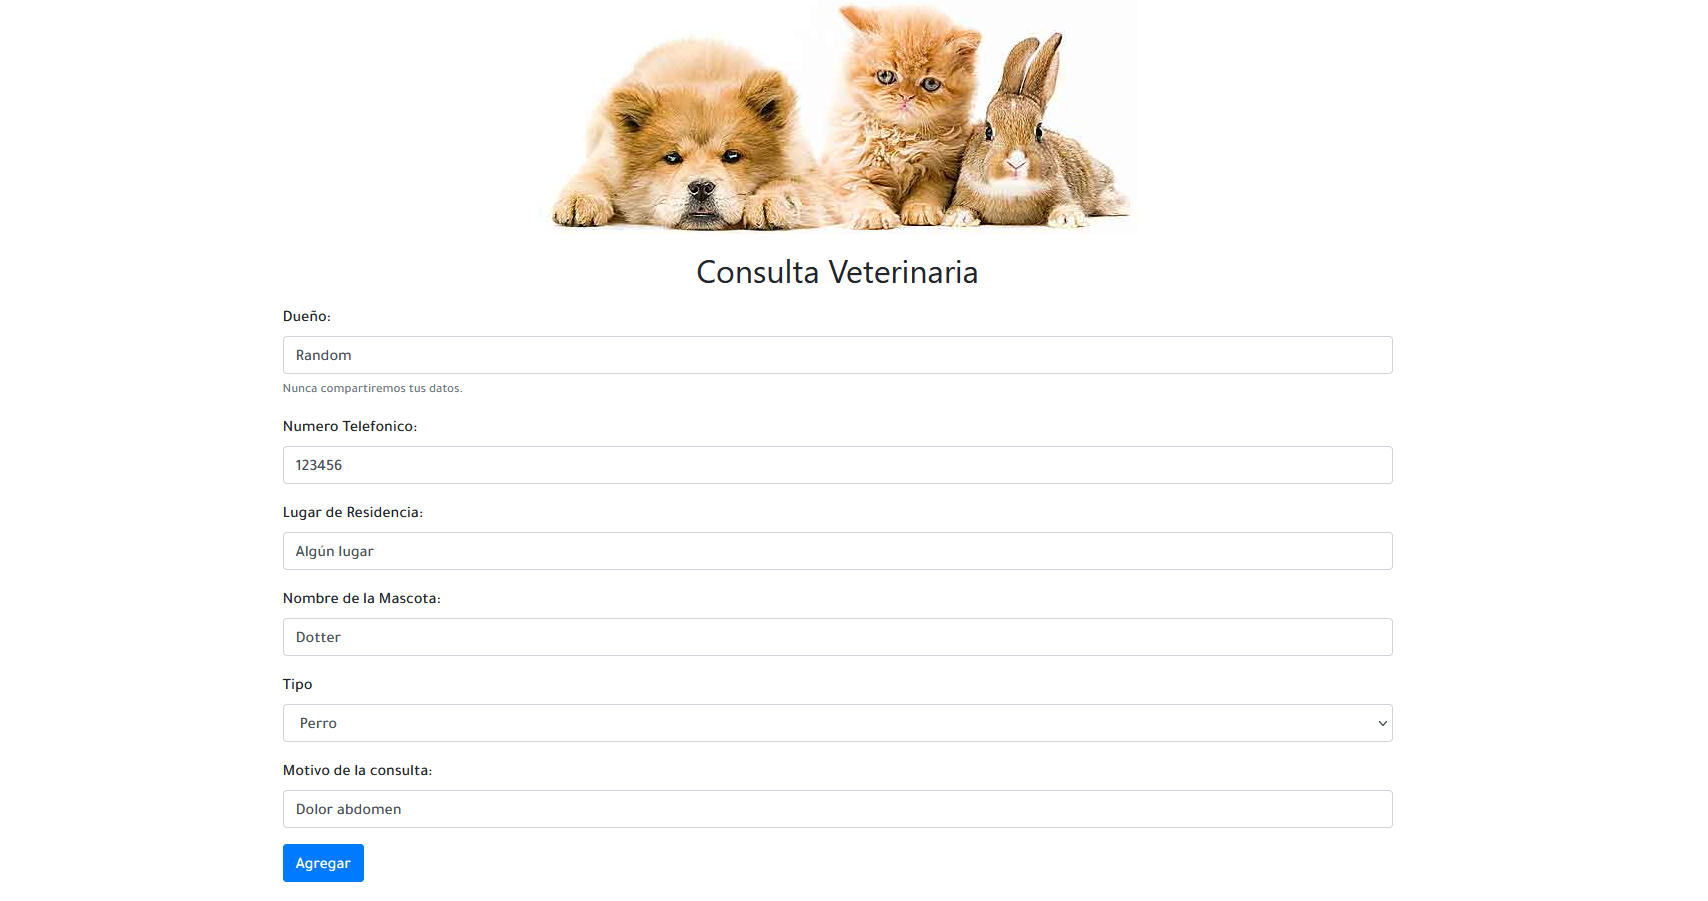 Consulta Veterinaria
Dueño:
Random
Nunca compartiremos tus datos.
Numero Telefonico:
123456
Lugar de Residencia:
Algún lugar
Nombre de la Mascota:
Dotter
Tipo
Perro
Motivo de la consulta:
Dolor abdomen
Agregar